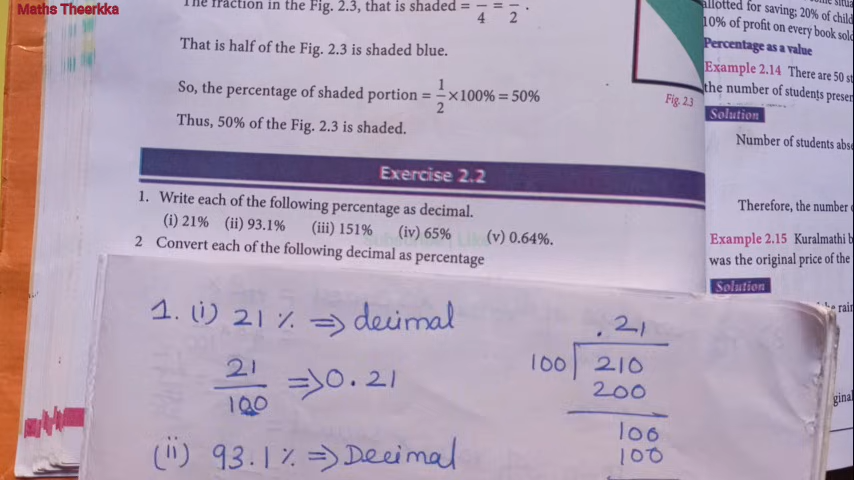 Maths Theerkka
The fraction in the Fig. 2.3, that is shaded = /4 = /2 .
That is half of the Fig. 2.3 is shaded blue.
So, the percentage of shaded portion = 1/2 ×100% = 50%
Thus, 50% of the Fig. 2.3 is shaded.
Fig. 2.3
Exercise 2.2
1. Write each of the following percentage as decimal.
(i) 21% (ii) 93.1% (iii) 151% (iv) 65% (v) 0.64%.
2 Convert each of the following decimal as percentage
allotted for saving; 20% of child
10% of profit on every book sold
Percentage as a value
Example 2.14 There are 50 st
the number of students presen
Solution
Number of students abse
Therefore, the number
Example 2.15 Kuralmathi b
was the original price of the
Solution
1. (i) 21 % ⇒ decimal
21/100 ⇒ 0.21
(ii) 93.1 % ⇒ Decimal
.21
100 210
200
100
100